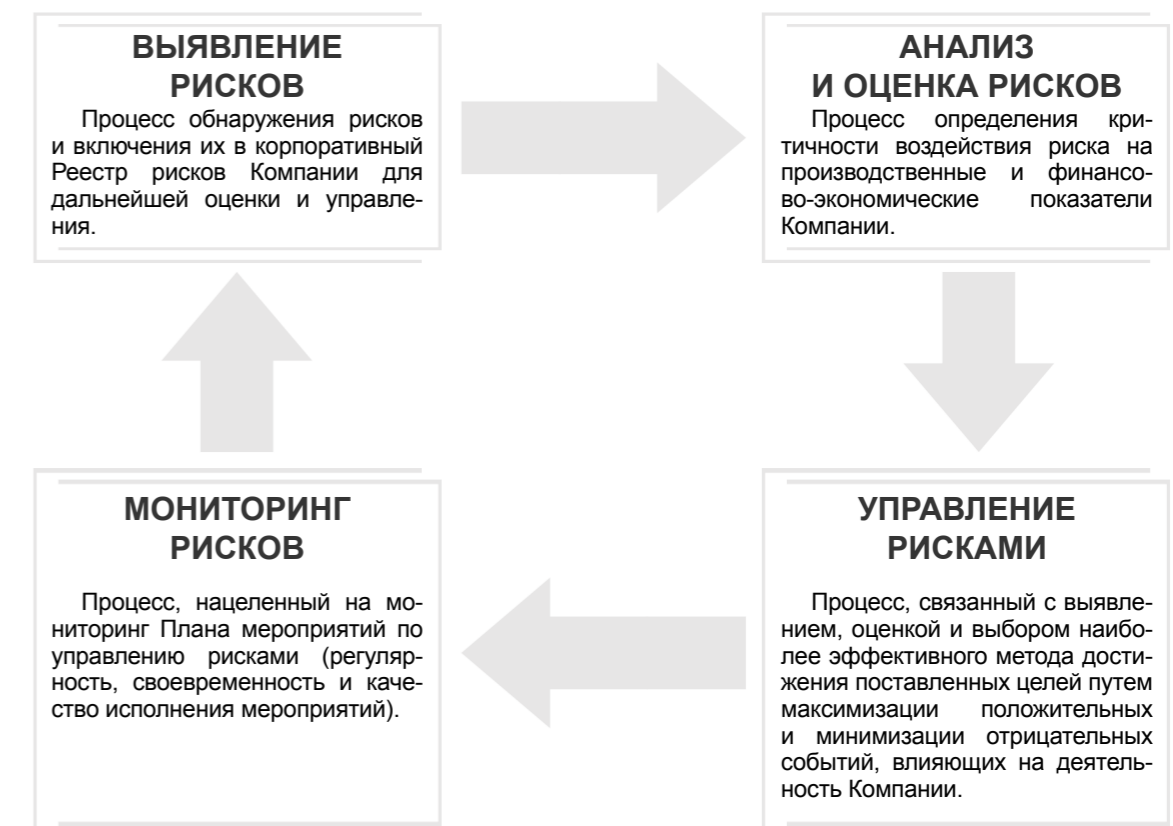 ВЫЯВЛЕНИЕ
РИСКОВ
Процесс обнаружения рисков
и включения их в корпоративный
Реестр рисков Компании для
дальнейшей оценки и управле-
ния.
АНАЛИЗ
И ОЦЕНКА РИСКОВ
Процесс определения кри-
тичности воздействия риска на
производственные и финансо-
во-экономические показатели
Компании.
МОНИТОРИНГ
РИСКОВ
Процесс, нацеленный на мо-
ниторинг Плана мероприятий по
управлению рисками (регуляр-
ность, своевременность и каче-
ство исполнения мероприятий).
УПРАВЛЕНИЕ
РИСКАМИ
Процесс, связанный с выявле-
нием, оценкой и выбором наибо-
лее эффективного метода дости-
жения поставленных целей путем
максимизации положительных
и минимизации отрицательных
событий, влияющих на деятель-
ность Компании.